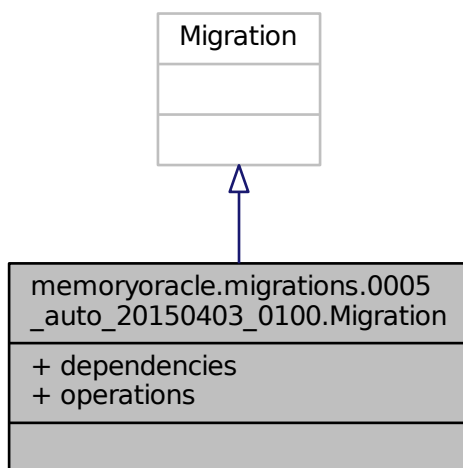 Migration
memoryoracle.migrations.0005
_auto_20150403_0100.Migration
+ dependencies
+ operations